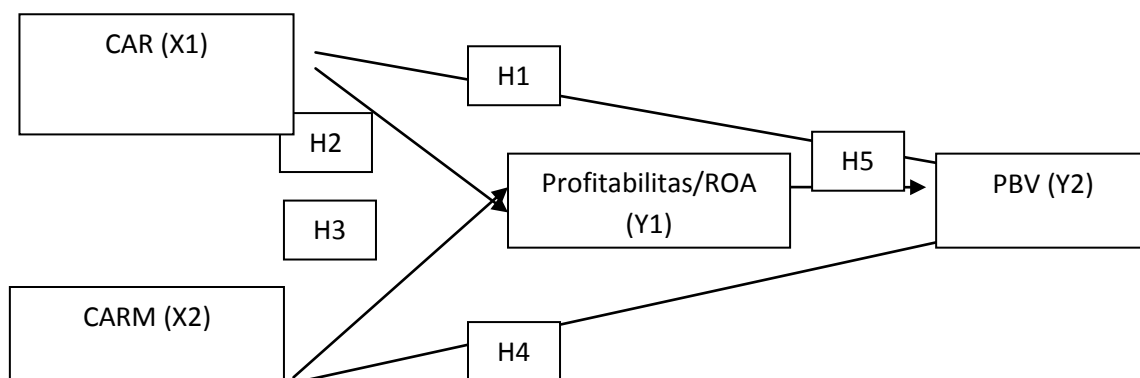 CAR (X1)
H1
H2
H5
Profitabilitas/ROA
(Y1)
PBV (Y2)
H3
CARM (X2)
H4